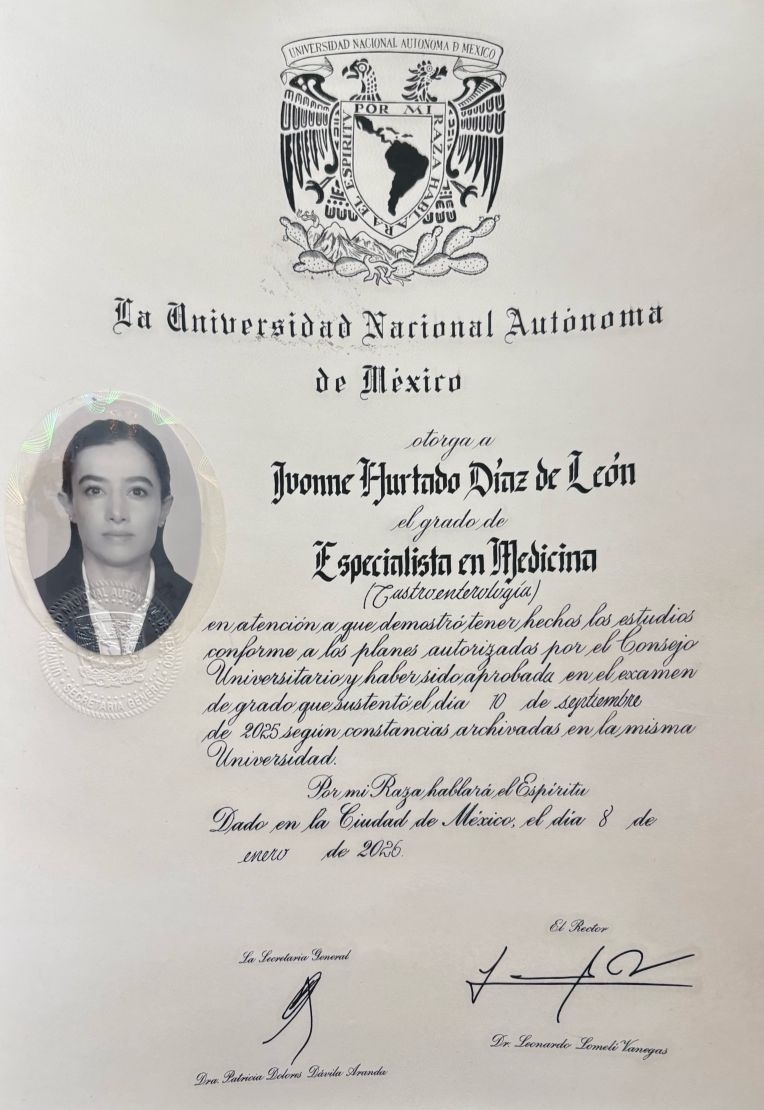 UNIVERSIDAD NACIONAL AUTONOMA D MEXICO
POR MI RAZA HABLARA EL ESPIRITV
La Universidad Nacional Autónoma
de México
otorga a
Ivonne Hurtado Díaz de León
el grado de
Especialista en Medicina
(Gastroenterología)
en atención a que demostró tener hechos los estudios
conforme a los planes autorizados por el Consejo
Universitario y haber sido aprobada en el examen
de grado que sustentó el día 10 de septiembre
de 2025 según constancias archivadas en la misma
Universidad.
Por mi Raza hablará el Espíritu
Dado en la Ciudad de México, el día 8 de
enero de 2026.
El Rector
La Secretaria General
Dr. Leonardo Lomelí Vanegas
Dra. Patricia Dolores Dávila Aranda
SECRETARIA GENERAL